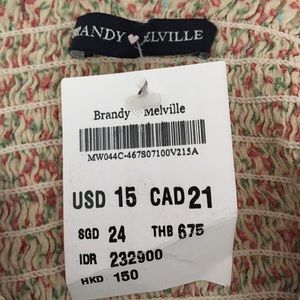 BRANDY MELVILLE
Brandy Melville
MW044C-467S07100V215A
USD 15 CAD 21
SGD 24 THB 675
IDR 232900
HKD 150